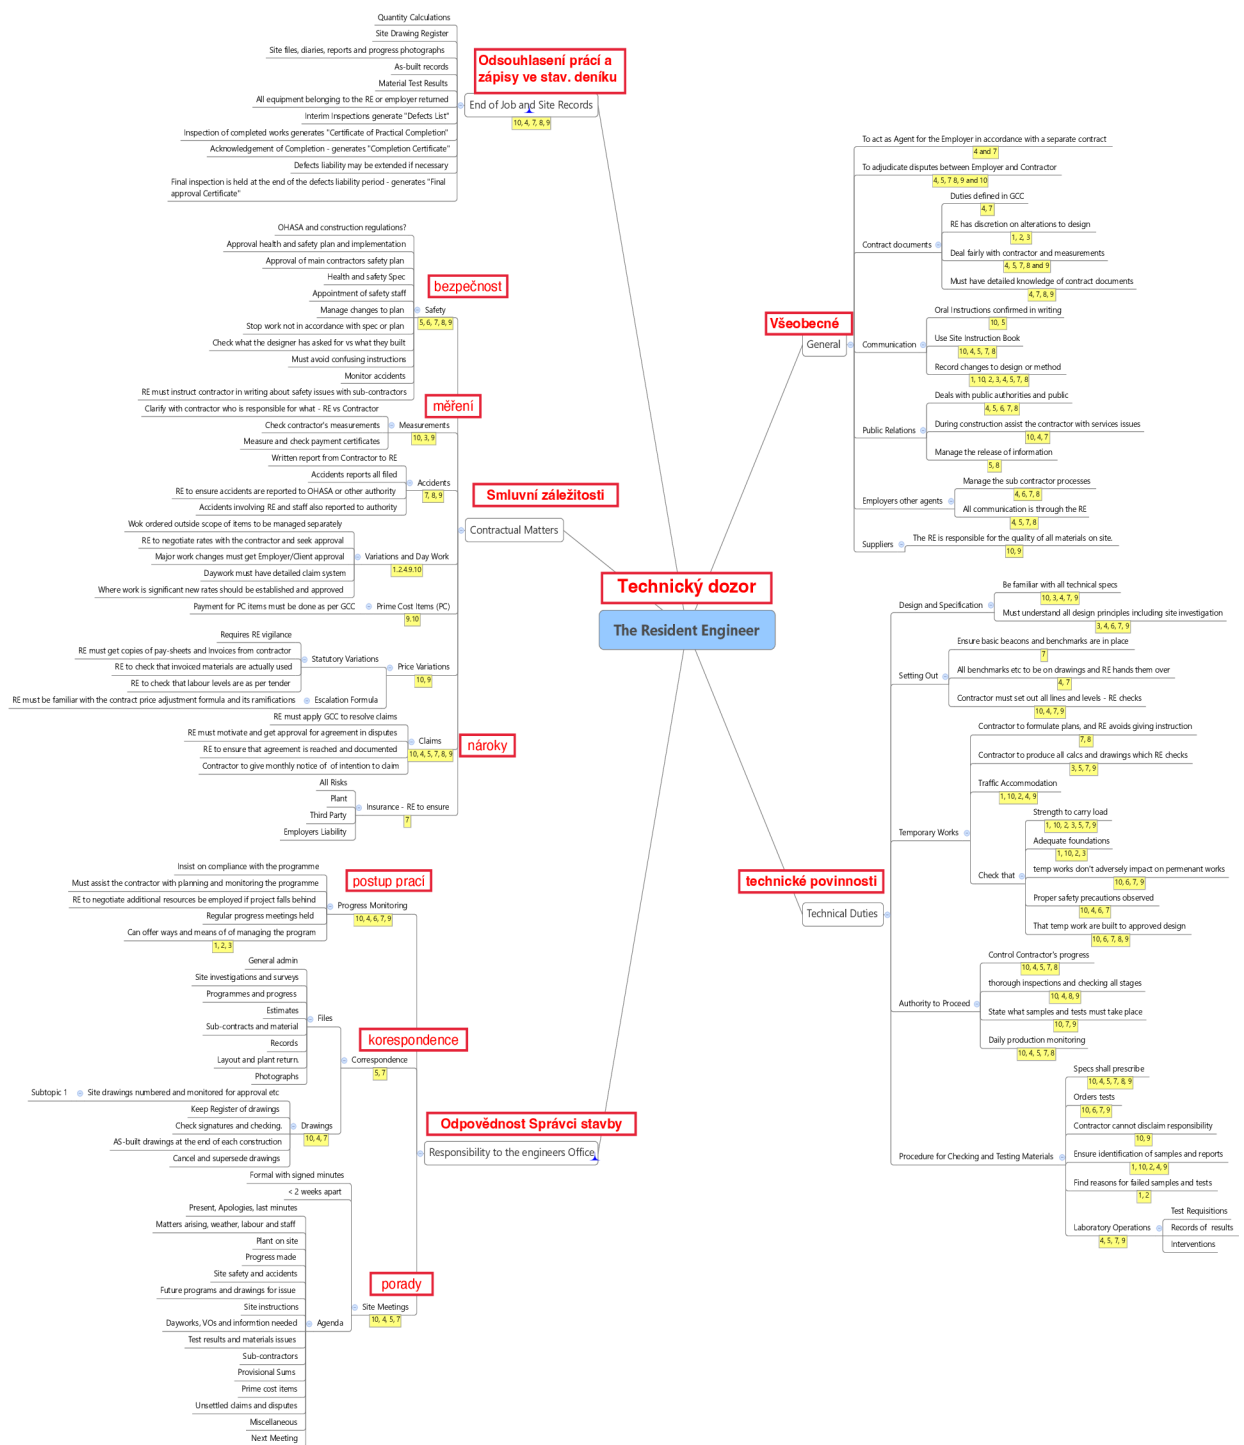 Quantity Calculations
Site Drawing Register
Site files, diaries, reports and progress photographs
As-built records
Material Test Results
All equipment belonging to the RE or employer returned
Interim Inspections generate "Defects List"
Inspection of completed works generates "Certificate of Practical Completion"
Acknowledgement of Completion - generates "Completion Certificate"
Defects liability may be extended if necessary
Final inspection is held at the end of the defects liability period - generates "Final
approval Certificate"
Odsouhlasení prácí a
zápisy ve stav. deníku
End of Job and Site Records
10, 4, 7, 8, 9
OHASA and construction regulations?
Approval health and safety plan and implementation
Approval of main contractors safety plan
Health and safety Spec
Appointment of safety staff
Manage changes to plan
Stop work not in accordance with spec or plan
Check what the designer has asked for vs what they built
Must avoid confusing instructions
Monitor accidents
RE must instruct contractor in writing about safety issues with sub-contractors
bezpečnost
Safety
5, 6, 7, 8, 9
měření
Clarify with contractor who is responsible for what - RE vs Contractor
Check contractor's measurements
Measure and check payment certificates
Measurements
10, 3, 9
Written report from Contractor to RE
Accidents reports all filed
RE to ensure accidents are reported to OHASA or other authority
Accidents involving RE and staff also reported to authority
Accidents
7, 8, 9
Smluvní záležitosti
Contractual Matters
Wok ordered outside scope of items to be managed separately
RE to negotiate rates with the contractor and seek approval
Major work changes must get Employer/Client approval
Daywork must have detailed claim system
Where work is significant new rates should be established and approved
Variations and Day Work
1.2.4.9.10
Payment for PC items must be done as per GCC
Prime Cost Items (PC)
9.10
Requires RE vigilance
RE must get copies of pay-sheets and Invoices from contractor
RE to check that invoiced materials are actually used
RE to check that labour levels are as per tender
Statutory Variations
RE must be familiar with the contract price adjustment formula and its ramifications
Escalation Formula
Price Variations
10, 9
RE must apply GCC to resolve claims
RE must motivate and get approval for agreement in disputes
RE to ensure that agreement is reached and documented
Contractor to give monthly notice of of intention to claim
Claims
10, 4, 5, 7, 8, 9
nároky
All Risks
Plant
Third Party
Employers Liability
Insurance - RE to ensure
7
Technický dozor
The Resident Engineer
Insist on compliance with the programme
Must assist the contractor with planning and monitoring the programme
RE to negotiate additional resources be employed if project falls behind
Regular progress meetings held
Can offer ways and means of of managing the program
1, 2, 3
postup prací
Progress Monitoring
10, 4, 6, 7, 9
General admin
Site investigations and surveys
Programmes and progress
Estimates
Sub-contracts and material
Records
Layout and plant return.
Photographs
Files
korespondence
Correspondence
5, 7
Subtopic 1
Site drawings numbered and monitored for approval etc
Keep Register of drawings
Check signatures and checking.
AS-built drawings at the end of each construction
Cancel and supersede drawings
Drawings
10, 4, 7
Odpovědnost Správci stavby
Responsibility to the engineers Office
Formal with signed minutes
< 2 weeks apart
Present, Apologies, last minutes
Matters arising, weather, labour and staff
Plant on site
Progress made
Site safety and accidents
Future programs and drawings for issue
Site instructions
Dayworks, VOs and informtion needed
Test results and materials issues
Sub-contractors
Provisional Sums
Prime cost items
Unsettled claims and disputes
Miscellaneous
Next Meeting
Agenda
porady
Site Meetings
10, 4, 5, 7
Všeobecné
General
To act as Agent for the Employer in accordance with a separate contract
4 and 7
To adjudicate disputes between Employer and Contractor
4, 5, 7 8, 9 and 10
Contract documents
Duties defined in GCC
4, 7
RE has discretion on alterations to design
1, 2, 3
Deal fairly with contractor and measurements
4, 5, 7, 8 and 9
Must have detailed knowledge of contract documents
4, 7, 8, 9
Communication
Oral Instructions confirmed in writing
10, 5
Use Site Instruction Book
10, 4, 5, 7, 8
Record changes to design or method
1, 10, 2, 3, 4, 5, 7, 8
Public Relations
Deals with public authorities and public
4, 5, 6, 7, 8
During construction assist the contractor with services issues
10, 4, 7
Manage the release of information
5, 8
Employers other agents
Manage the sub contractor processes
4, 6, 7, 8
All communication is through the RE
4, 5, 7, 8
Suppliers
The RE is responsible for the quality of all materials on site.
10, 9
technické povinnosti
Technical Duties
Design and Specification
Be familiar with all technical specs
10, 3, 4, 7, 9
Must understand all design principles including site investigation
3, 4, 6, 7, 9
Setting Out
Ensure basic beacons and benchmarks are in place
7
All benchmarks etc to be on drawings and RE hands them over
4, 7
Contractor must set out all lines and levels - RE checks
10, 4, 7, 9
Temporary Works
Contractor to formulate plans, and RE avoids giving instruction
7, 8
Contractor to produce all calcs and drawings which RE checks
3, 5, 7, 9
Traffic Accommodation
1, 10, 2, 4, 9
Check that
Strength to carry load
1, 10, 2, 3, 5, 7, 9
Adequate foundations
1, 10, 2, 3
temp works don't adversely impact on permenant works
10, 6, 7, 9
Proper safety precautions observed
10, 4, 6, 7
That temp work are built to approved design
10, 6, 7, 8, 9
Authority to Proceed
Control Contractor's progress
10, 4, 5, 7, 8
thorough inspections and checking all stages
10, 4, 8, 9
State what samples and tests must take place
10, 7, 9
Daily production monitoring
10, 4, 5, 7, 8
Procedure for Checking and Testing Materials
Specs shall prescribe
10, 4, 5, 7, 8, 9
Orders tests
10, 6, 7, 9
Contractor cannot disclaim responsibility
10, 9
Ensure identification of samples and reports
1, 10, 2, 4, 9
Find reasons for failed samples and tests
1, 2
Laboratory Operations
4, 5, 7, 9
Test Requisitions
Records of results
Interventions